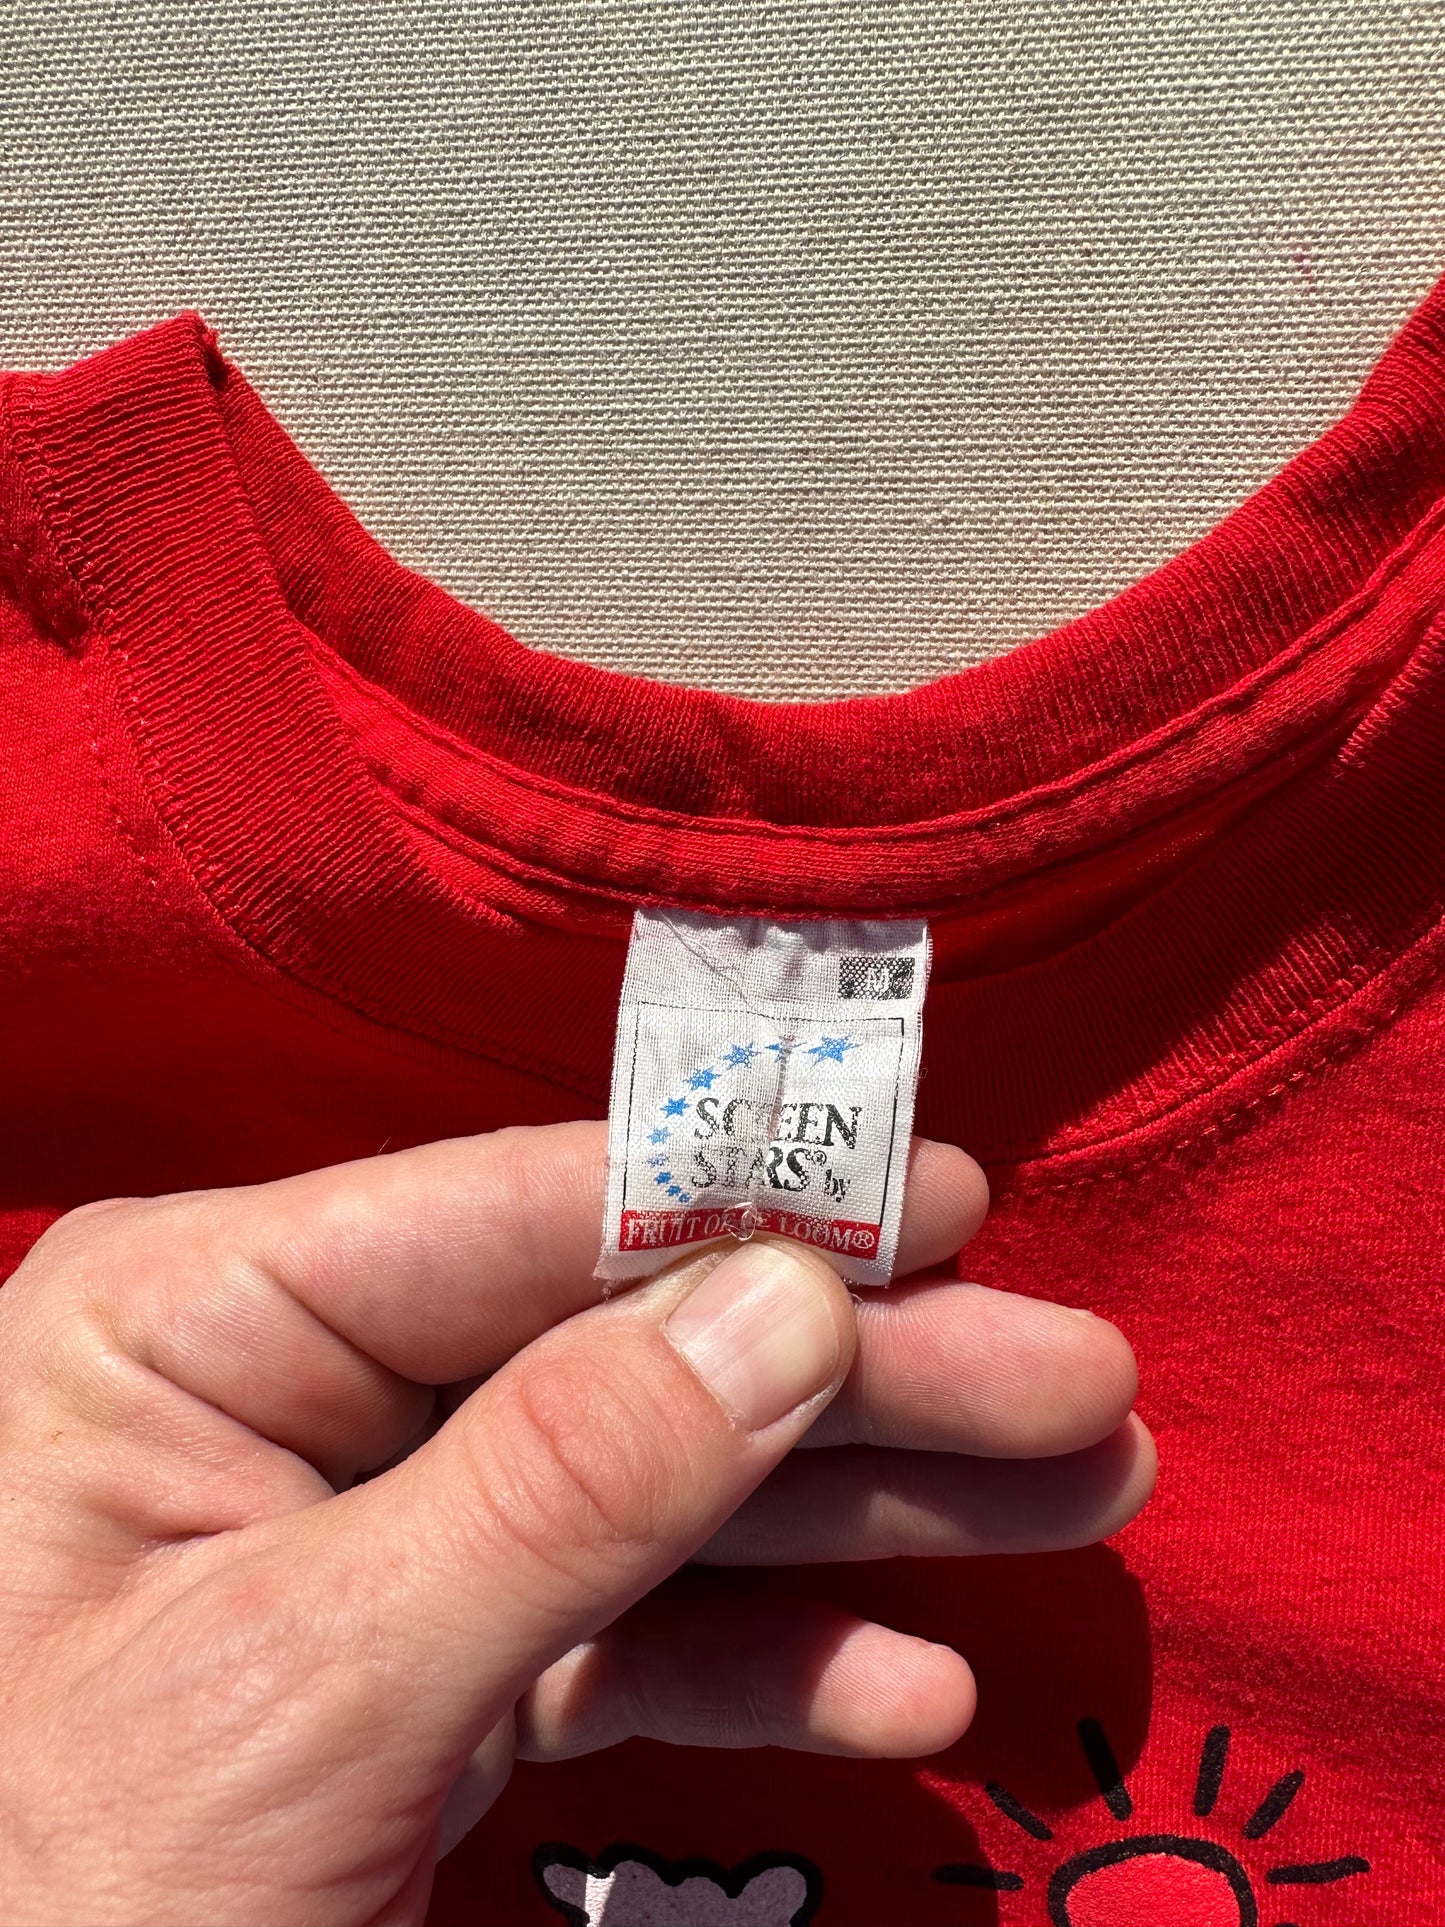 M
SCREEN
STARS® by
FRUIT OF THE LOOM®